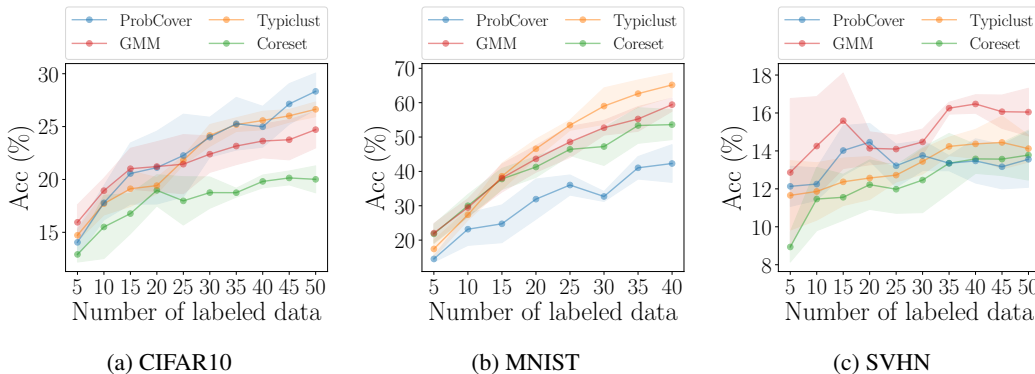 ProbCover Typiclust
GMM Coreset
30
25
20
15
Acc (%)
5 10 15 20 25 30 35 40 45 50
Number of labeled data
(a) CIFAR10
ProbCover Typiclust
GMM Coreset
70
60
50
40
30
20
Acc (%)
5 10 15 20 25 30 35 40
Number of labeled data
(b) MNIST
ProbCover Typiclust
GMM Coreset
18
16
14
12
10
8
Acc (%)
5 10 15 20 25 30 35 40 45 50
Number of labeled data
(c) SVHN